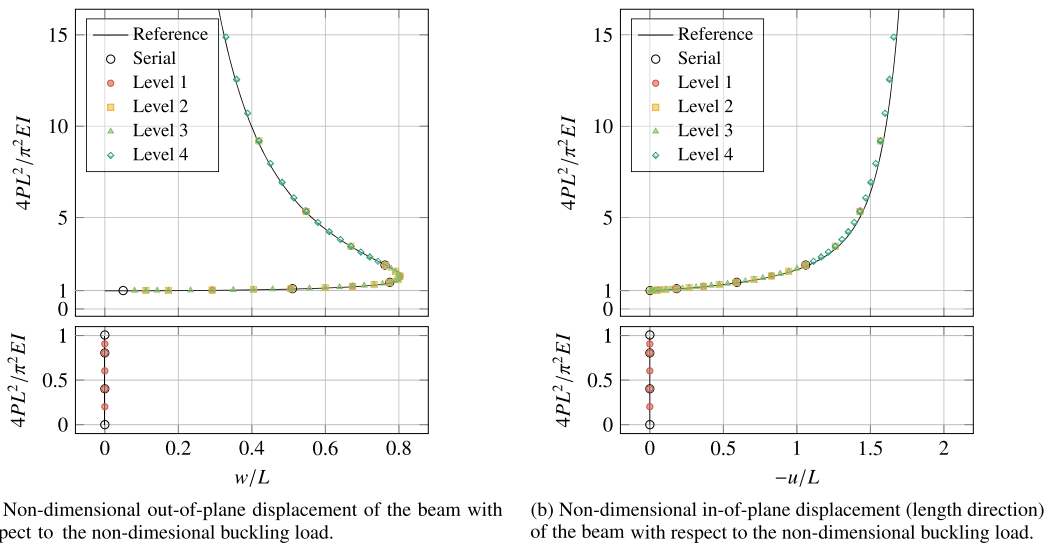 15
10
5
1
0
4PL²/π²EI
Reference
Serial
Level 1
Level 2
Level 3
Level 4
1
0.5
0
4PL²/π²EI
0 0.2 0.4 0.6 0.8
w/L
Non-dimensional out-of-plane displacement of the beam with
pect to the non-dimesional buckling load.
15
10
5
1
0
4PL²/π²EI
Reference
Serial
Level 1
Level 2
Level 3
Level 4
1
0.5
0
4PL²/π²EI
0 0.5 1 1.5 2
−u/L
(b) Non-dimensional in-of-plane displacement (length direction)
of the beam with respect to the non-dimensional buckling load.